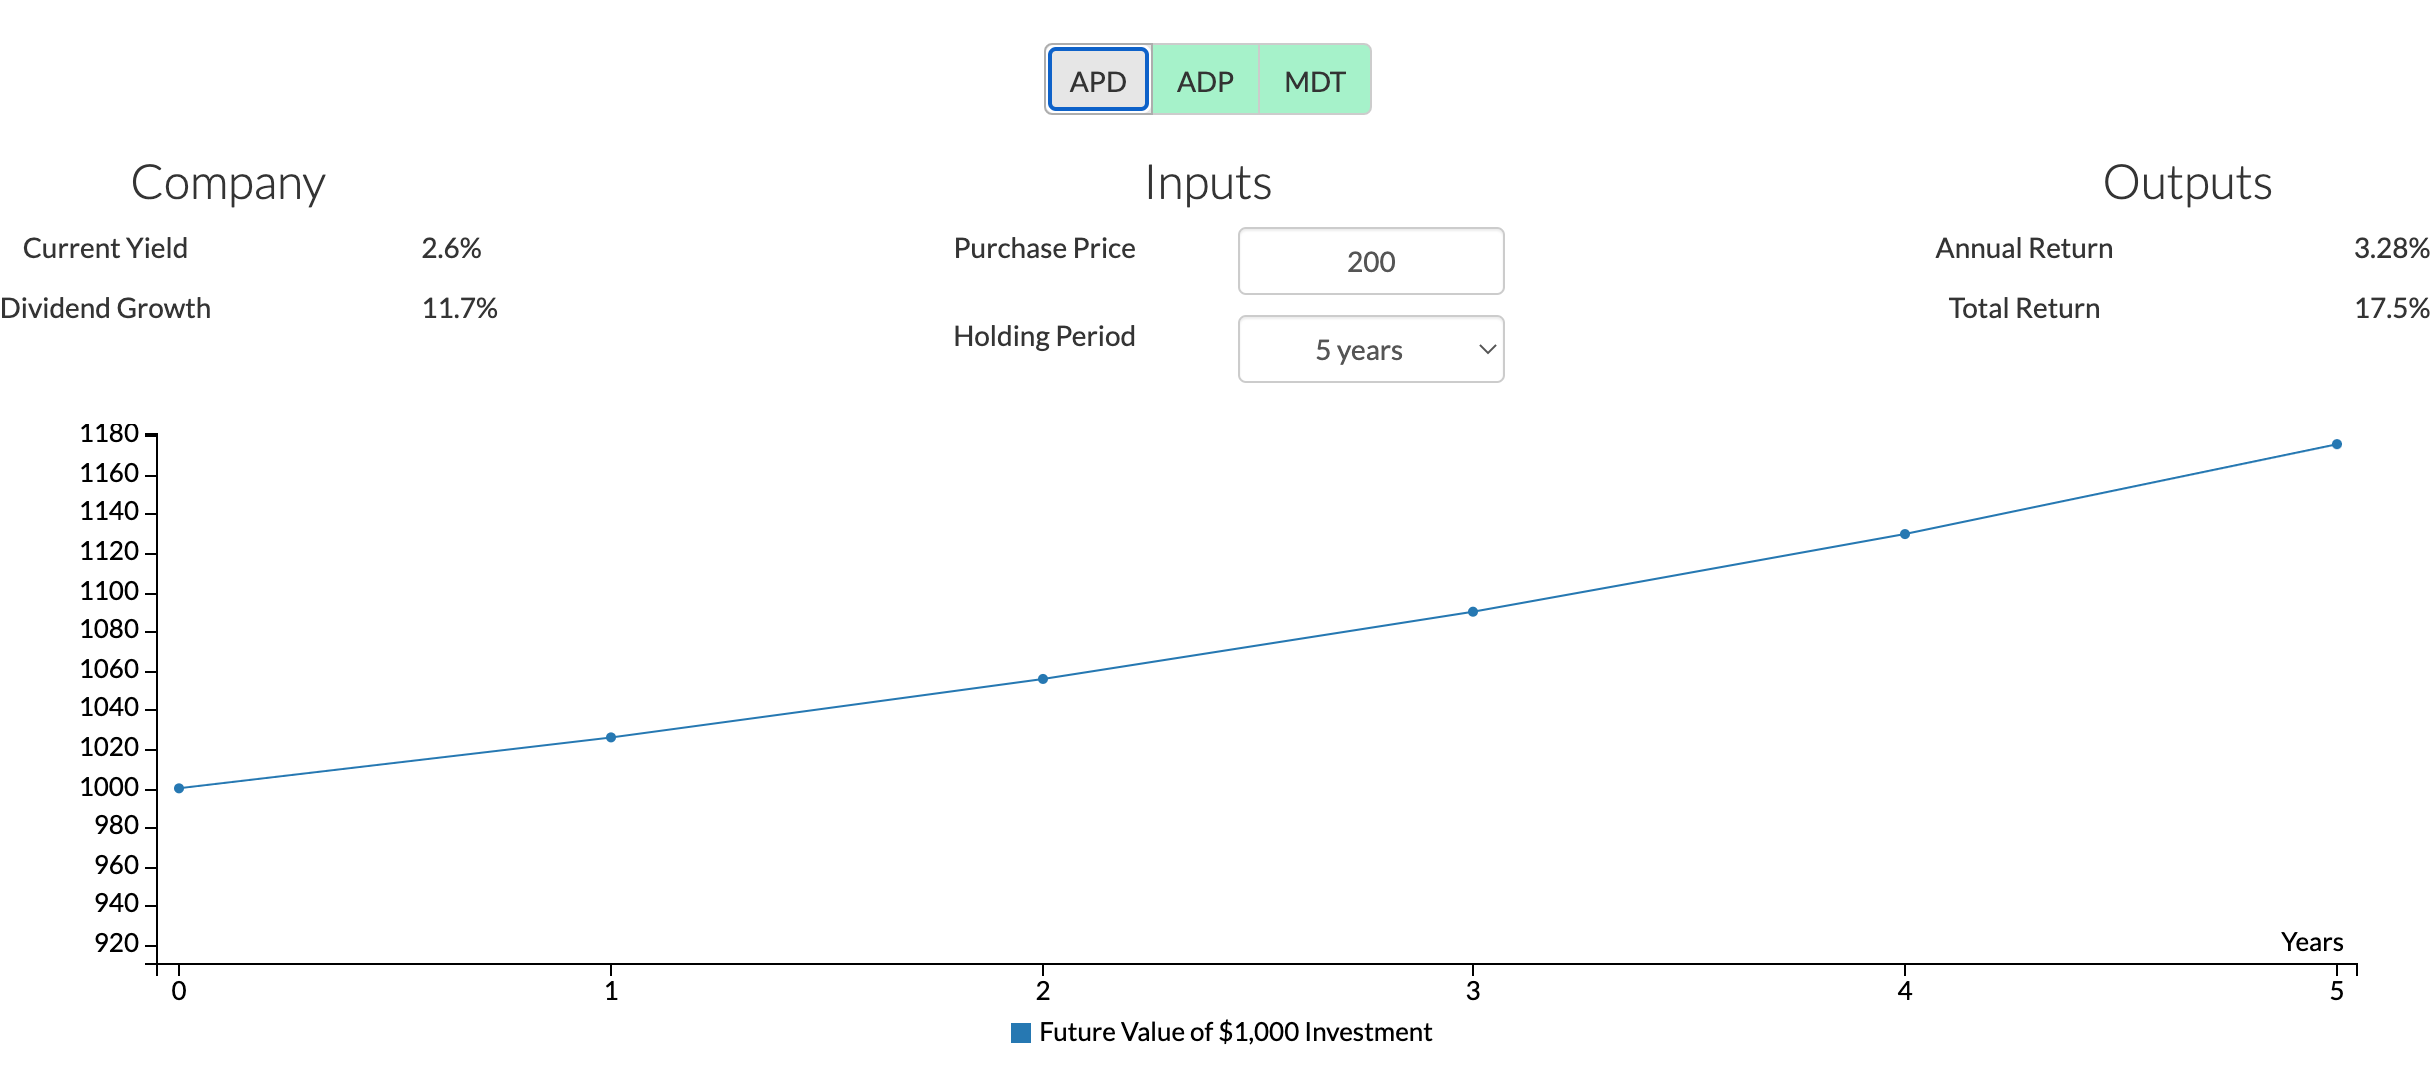 APD ADP MDT
Company Inputs Outputs
Current Yield 2.6% Purchase Price 200 Annual Return 3.28%
Dividend Growth 11.7% Total Return 17.5%
Holding Period 5 years
1180
1160
1140
1120
1100
1080
1060
1040
1020
1000
980
960
940
920
Years
0 1 2 3 4 5
Future Value of $1,000 Investment